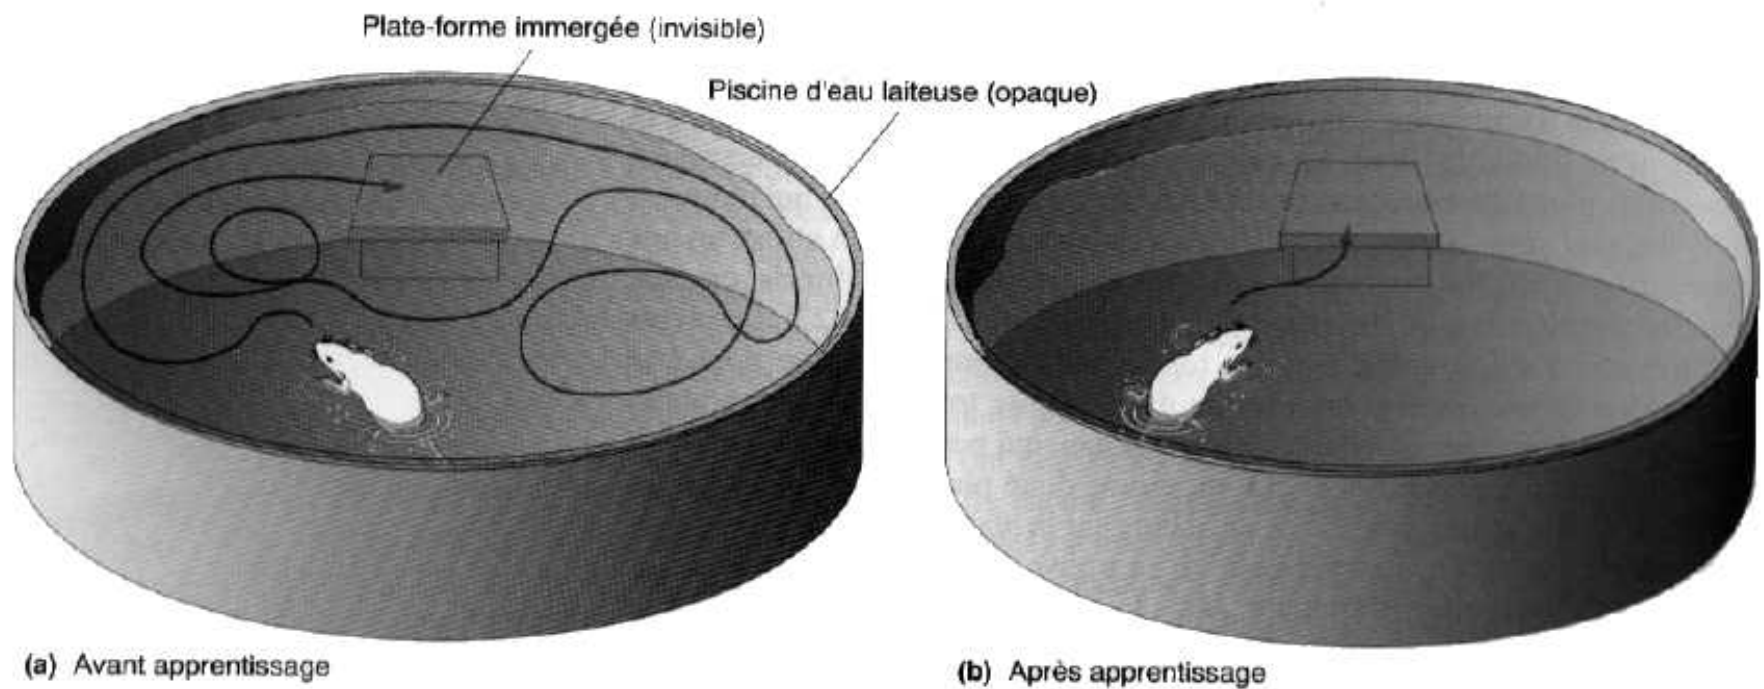 Plate-forme immergée (invisible)
Piscine d'eau laiteuse (opaque)
(a) Avant apprentissage
(b) Après apprentissage